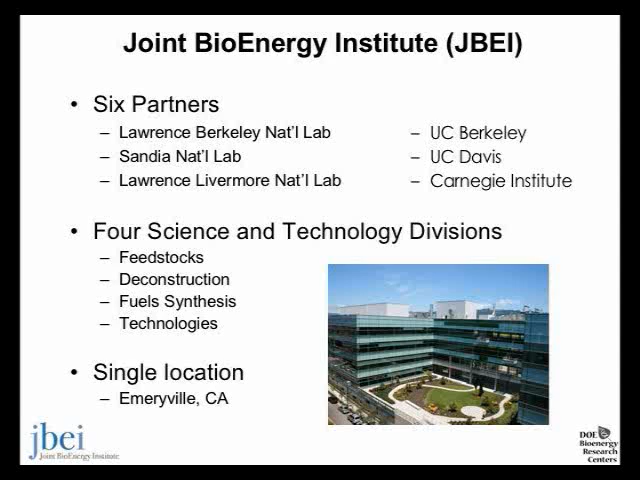 Joint BioEnergy Institute (JBEI)
• Six Partners
– Lawrence Berkeley Nat'l Lab
– Sandia Nat'l Lab
– Lawrence Livermore Nat'l Lab
– UC Berkeley
– UC Davis
– Carnegie Institute
• Four Science and Technology Divisions
– Feedstocks
– Deconstruction
– Fuels Synthesis
– Technologies
• Single location
– Emeryville, CA
jbei
Joint BioEnergy Institute
DOE
Bioenergy
Research
Centers